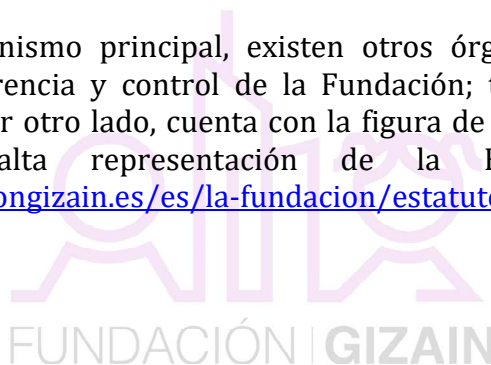 nismo principal, existen otros órg
rencia y control de la Fundación; t
r otro lado, cuenta con la figura de
alta representación de la
ongizain.es/es/la-fundacion/estatut
FUNDACIÓN | GIZAIN